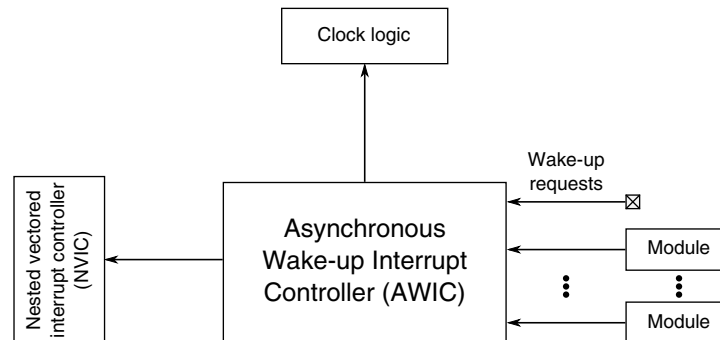 Clock logic
Wake-up
requests
Nested vectored
interrupt controller
(NVIC)
Asynchronous
Wake-up Interrupt
Controller (AWIC)
Module
Module